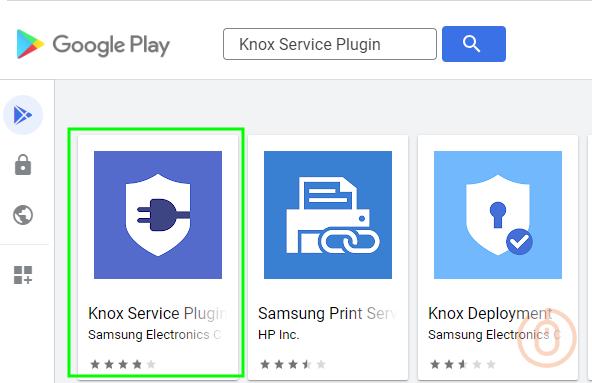 Google Play
Knox Service Plugin
Knox Service Plugin
Samsung Electronics C
Samsung Print Serv
HP Inc.
Knox Deployment
Samsung Electronics C